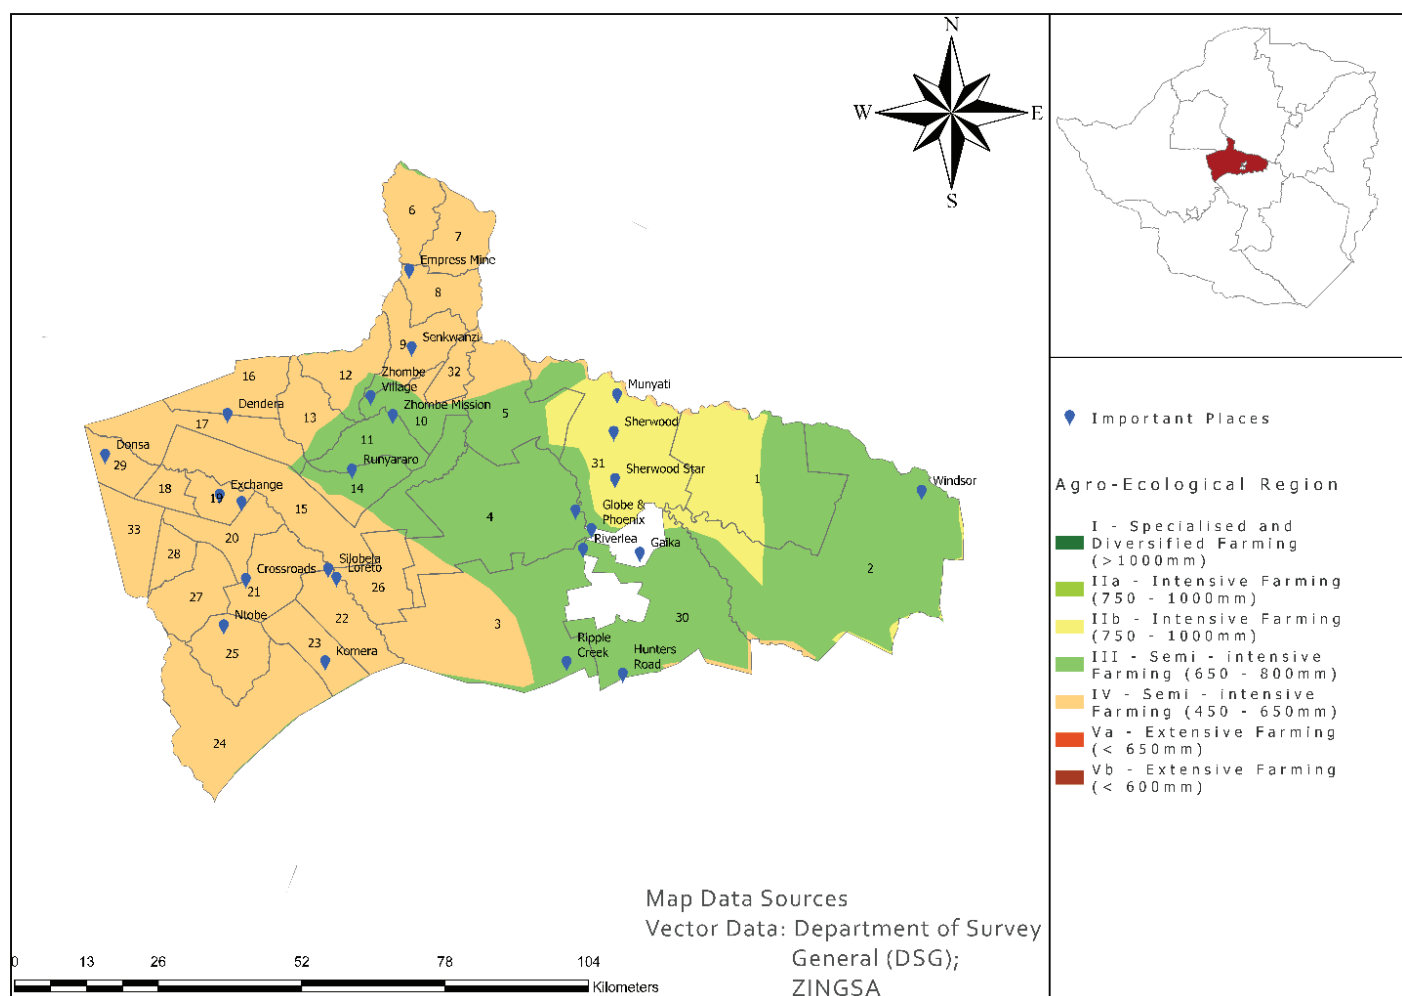 N
W
E
S
6
7
Empress Mine
8
9
Senkwanzi
32
16
12
Zhombe
Village
Zhombe Mission
10
5
Munyati
Dendera
17
13
11
Sherwood
Donsa
29
Runyararo
14
31
Sherwood Star
1
Windsor
18
19
Exchange
15
4
Globe &
Phoenix
Riverlea
Gaika
33
20
28
Silobela
Loreto
Crossroads
21
26
2
27
22
Ntobe
3
30
23
25
Komera
Ripple
Creek
Hunters
Road
24
Important Places
Agro-Ecological Region
I - Specialised and
Diversified Farming
(>1000mm)
IIa - Intensive Farming
(750 - 1000mm)
IIb - Intensive Farming
(750 - 1000mm)
III - Semi - intensive
Farming (650 - 800mm)
IV - Semi - intensive
Farming (450 - 650mm)
Va - Extensive Farming
(< 650mm)
Vb - Extensive Farming
(< 600mm)
Map Data Sources
Vector Data: Department of Survey
General (DSG);
ZINGSA
0 13 26 52 78 104
Kilometers